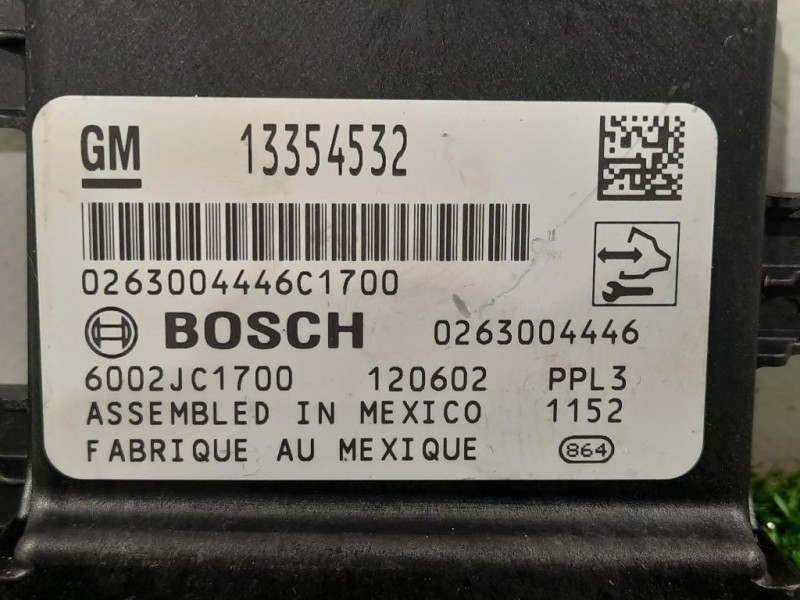 GM 13354532
0263004446C1700
BOSCH 0263004446
6002JC1700 120602 PPL3
ASSEMBLED IN MEXICO 1152
FABRIQUE AU MEXIQUE 864